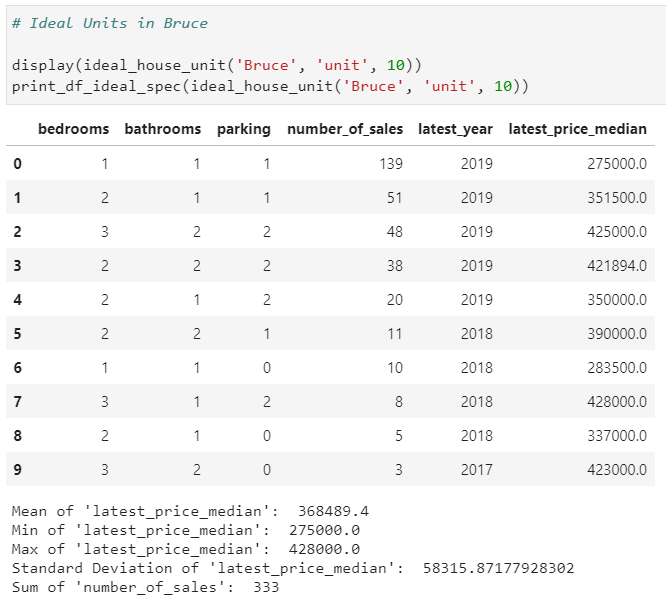 # Ideal Units in Bruce
display(ideal_house_unit('Bruce', 'unit', 10))
print_df_ideal_spec(ideal_house_unit('Bruce', 'unit', 10))
bedrooms bathrooms parking number_of_sales latest_year latest_price_median
0 1 1 1 139 2019 275000.0
1 2 1 1 51 2019 351500.0
2 3 2 2 48 2019 425000.0
3 2 2 2 38 2019 421894.0
4 2 1 2 20 2019 350000.0
5 2 2 1 11 2018 390000.0
6 1 1 0 10 2018 283500.0
7 3 1 2 8 2018 428000.0
8 2 1 0 5 2018 337000.0
9 3 2 0 3 2017 423000.0
Mean of 'latest_price_median':  368489.4
Min of 'latest_price_median':  275000.0
Max of 'latest_price_median':  428000.0
Standard Deviation of 'latest_price_median':  58315.87177928302
Sum of 'number_of_sales':  333